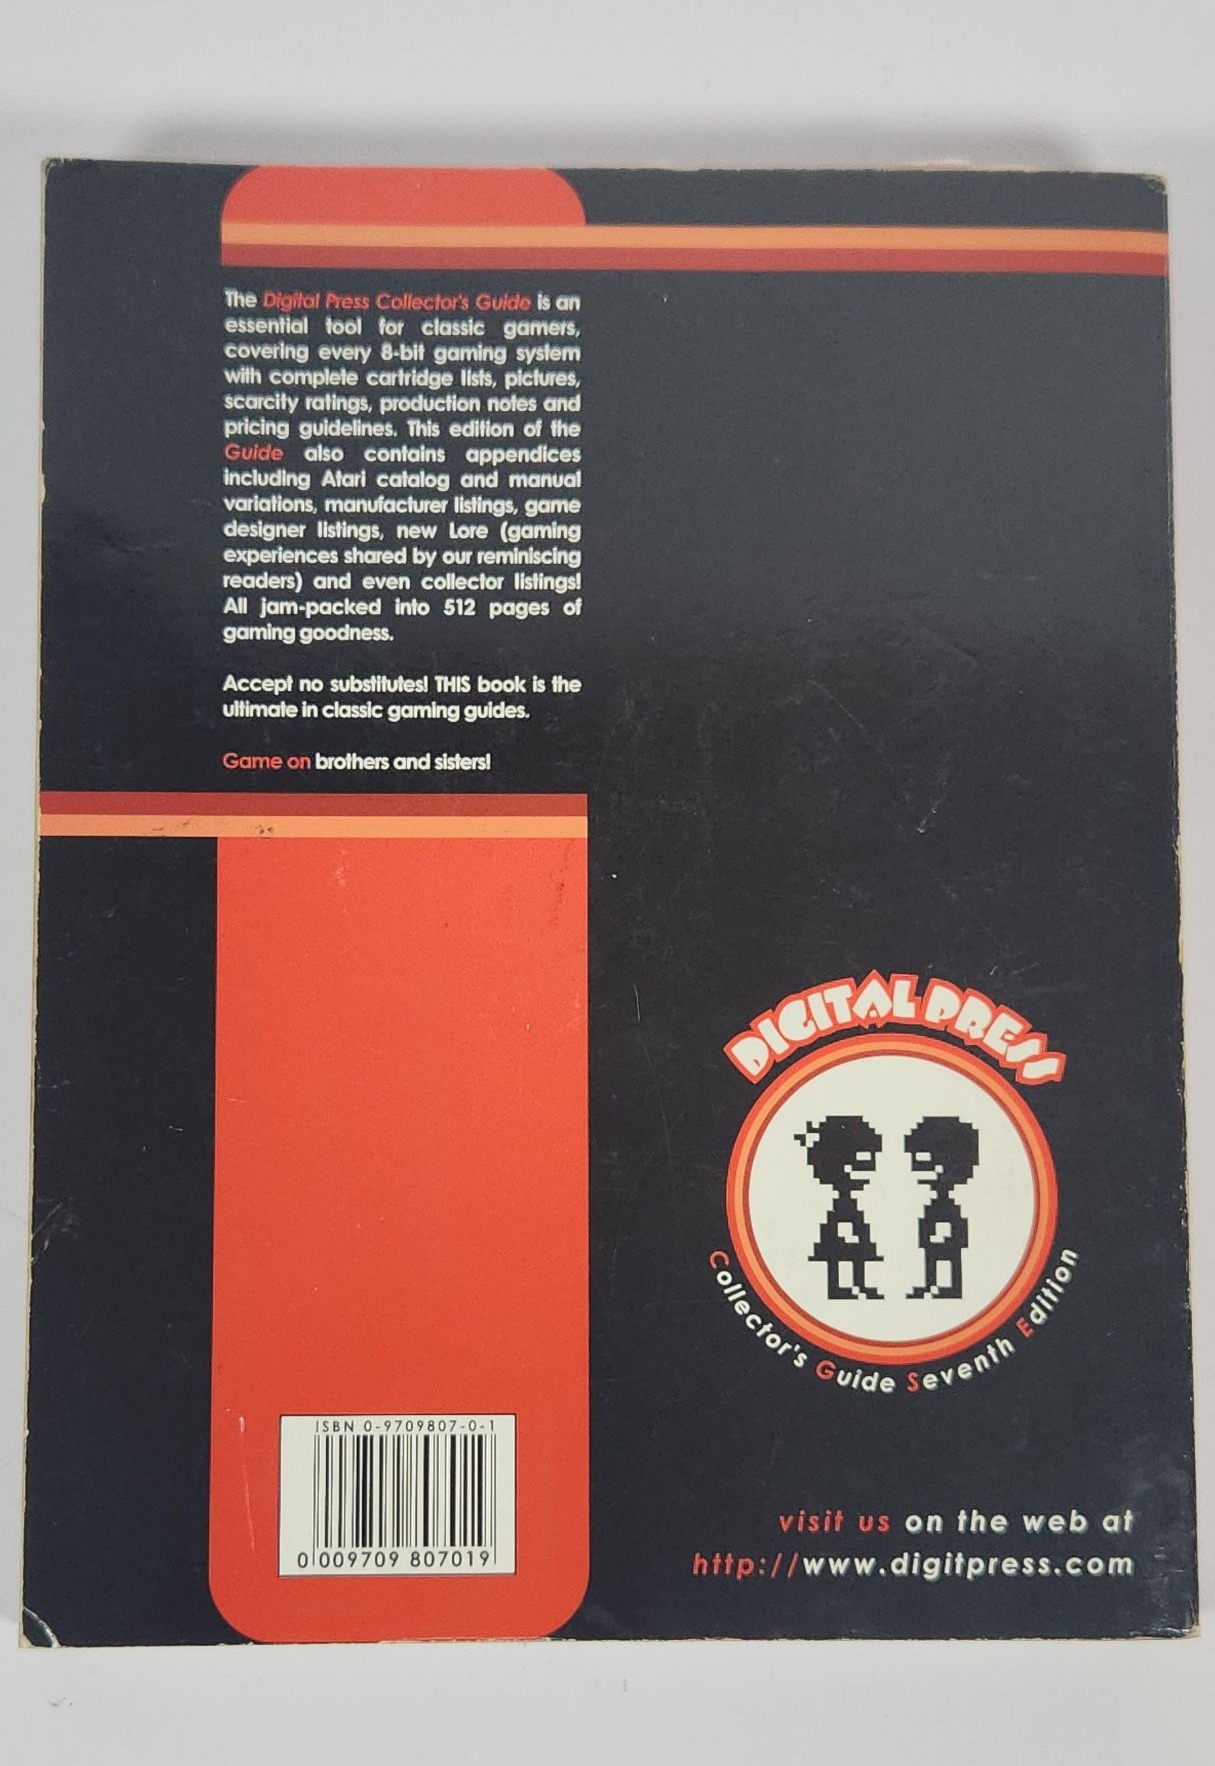 The Digital Press Collector's Guide is an
essential tool for classic gamers,
covering every 8-bit gaming system
with complete cartridge lists, pictures,
scarcity ratings, production notes and
pricing guidelines. This edition of the
Guide also contains appendices
including Atari catalog and manual
variations, manufacturer listings, game
designer listings, new Lore (gaming
experiences shared by our reminiscing
readers) and even collector listings!
All jam-packed into 512 pages of
gaming goodness.
Accept no substitutes! THIS book is the
ultimate in classic gaming guides.
Game on brothers and sisters!
DIGITAL PRESS
Collector's Guide Seventh Edition
ISBN 0-9709807-0-1
0 009709 807019
visit us on the web at
http://www.digitpress.com